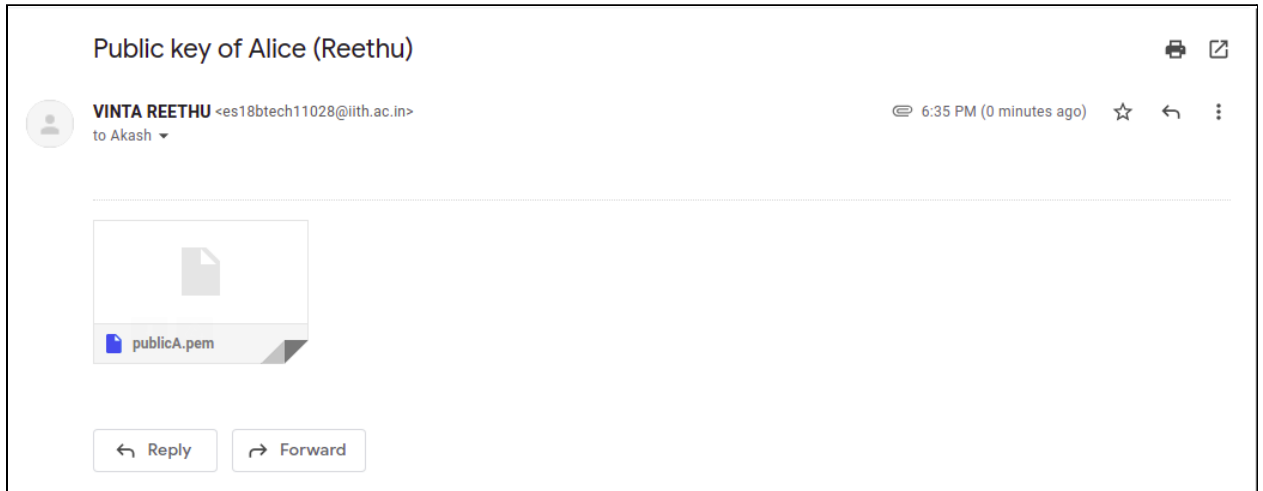 Public key of Alice (Reethu)
VINTA REETHU <es18btech11028@iith.ac.in>
6:35 PM (0 minutes ago)
to Akash
publicA.pem
Reply
Forward